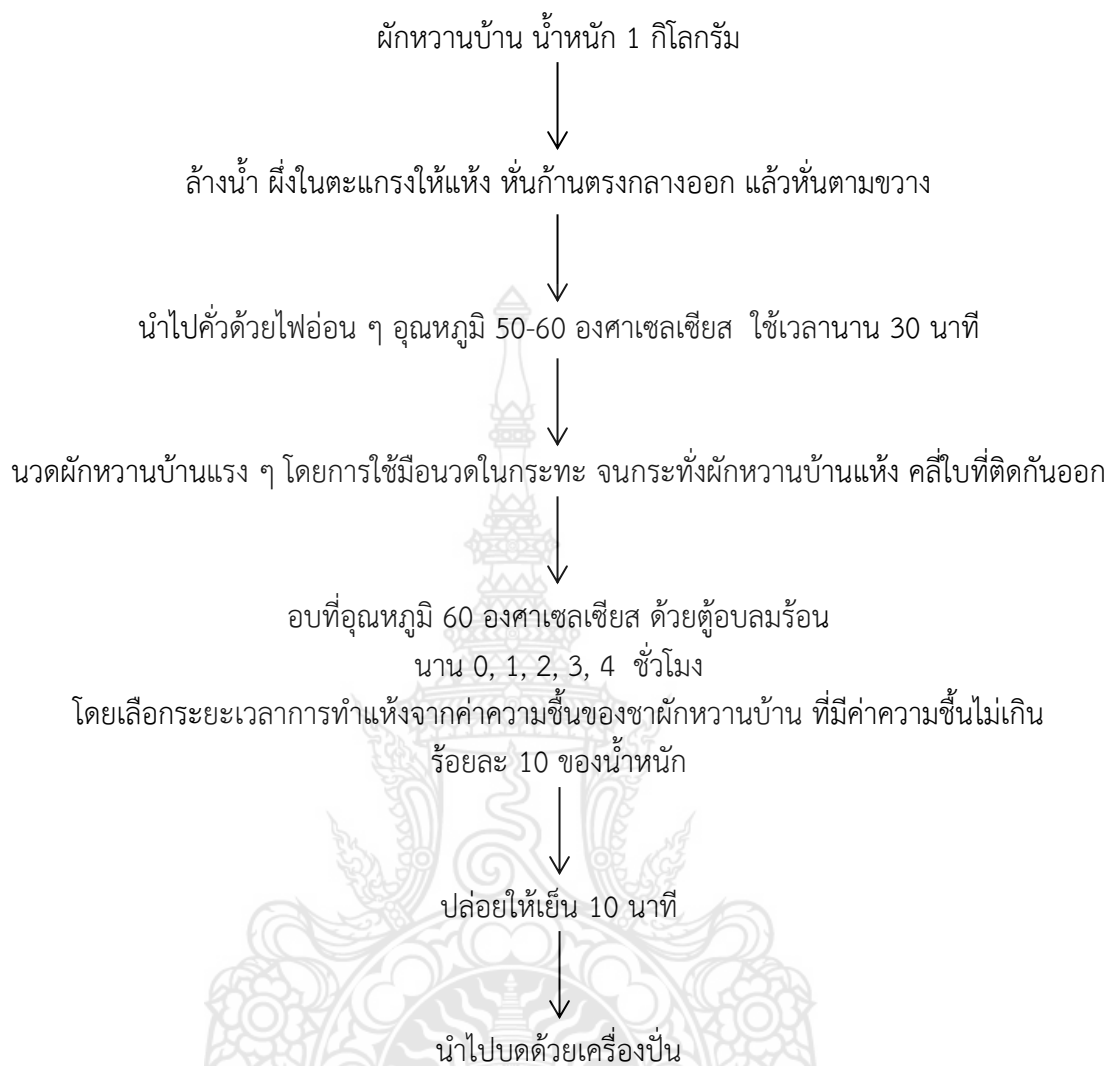 ผักหวานบ้าน น้ำหนัก 1 กิโลกรัม
ล้างน้ำ ผึ่งในตะแกรงให้แห้ง หั่นก้านตรงกลางออก แล้วหั่นตามขวาง
นำไปคั่วด้วยไฟอ่อน ๆ อุณหภูมิ 50-60 องศาเซลเซียส ใช้เวลานาน 30 นาที
นวดผักหวานบ้านแรง ๆ โดยการใช้มือนวดในกระทะ จนกระทั่งผักหวานบ้านแห้ง คลี่ใบที่ติดกันออก
อบที่อุณหภูมิ 60 องศาเซลเซียส ด้วยตู้อบลมร้อน
นาน 0, 1, 2, 3, 4 ชั่วโมง
โดยเลือกระยะเวลาการทำแห้งจากค่าความชื้นของชาผักหวานบ้าน ที่มีค่าความชื้นไม่เกิน
ร้อยละ 10 ของน้ำหนัก
ปล่อยให้เย็น 10 นาที
นำไปบดด้วยเครื่องปั่น